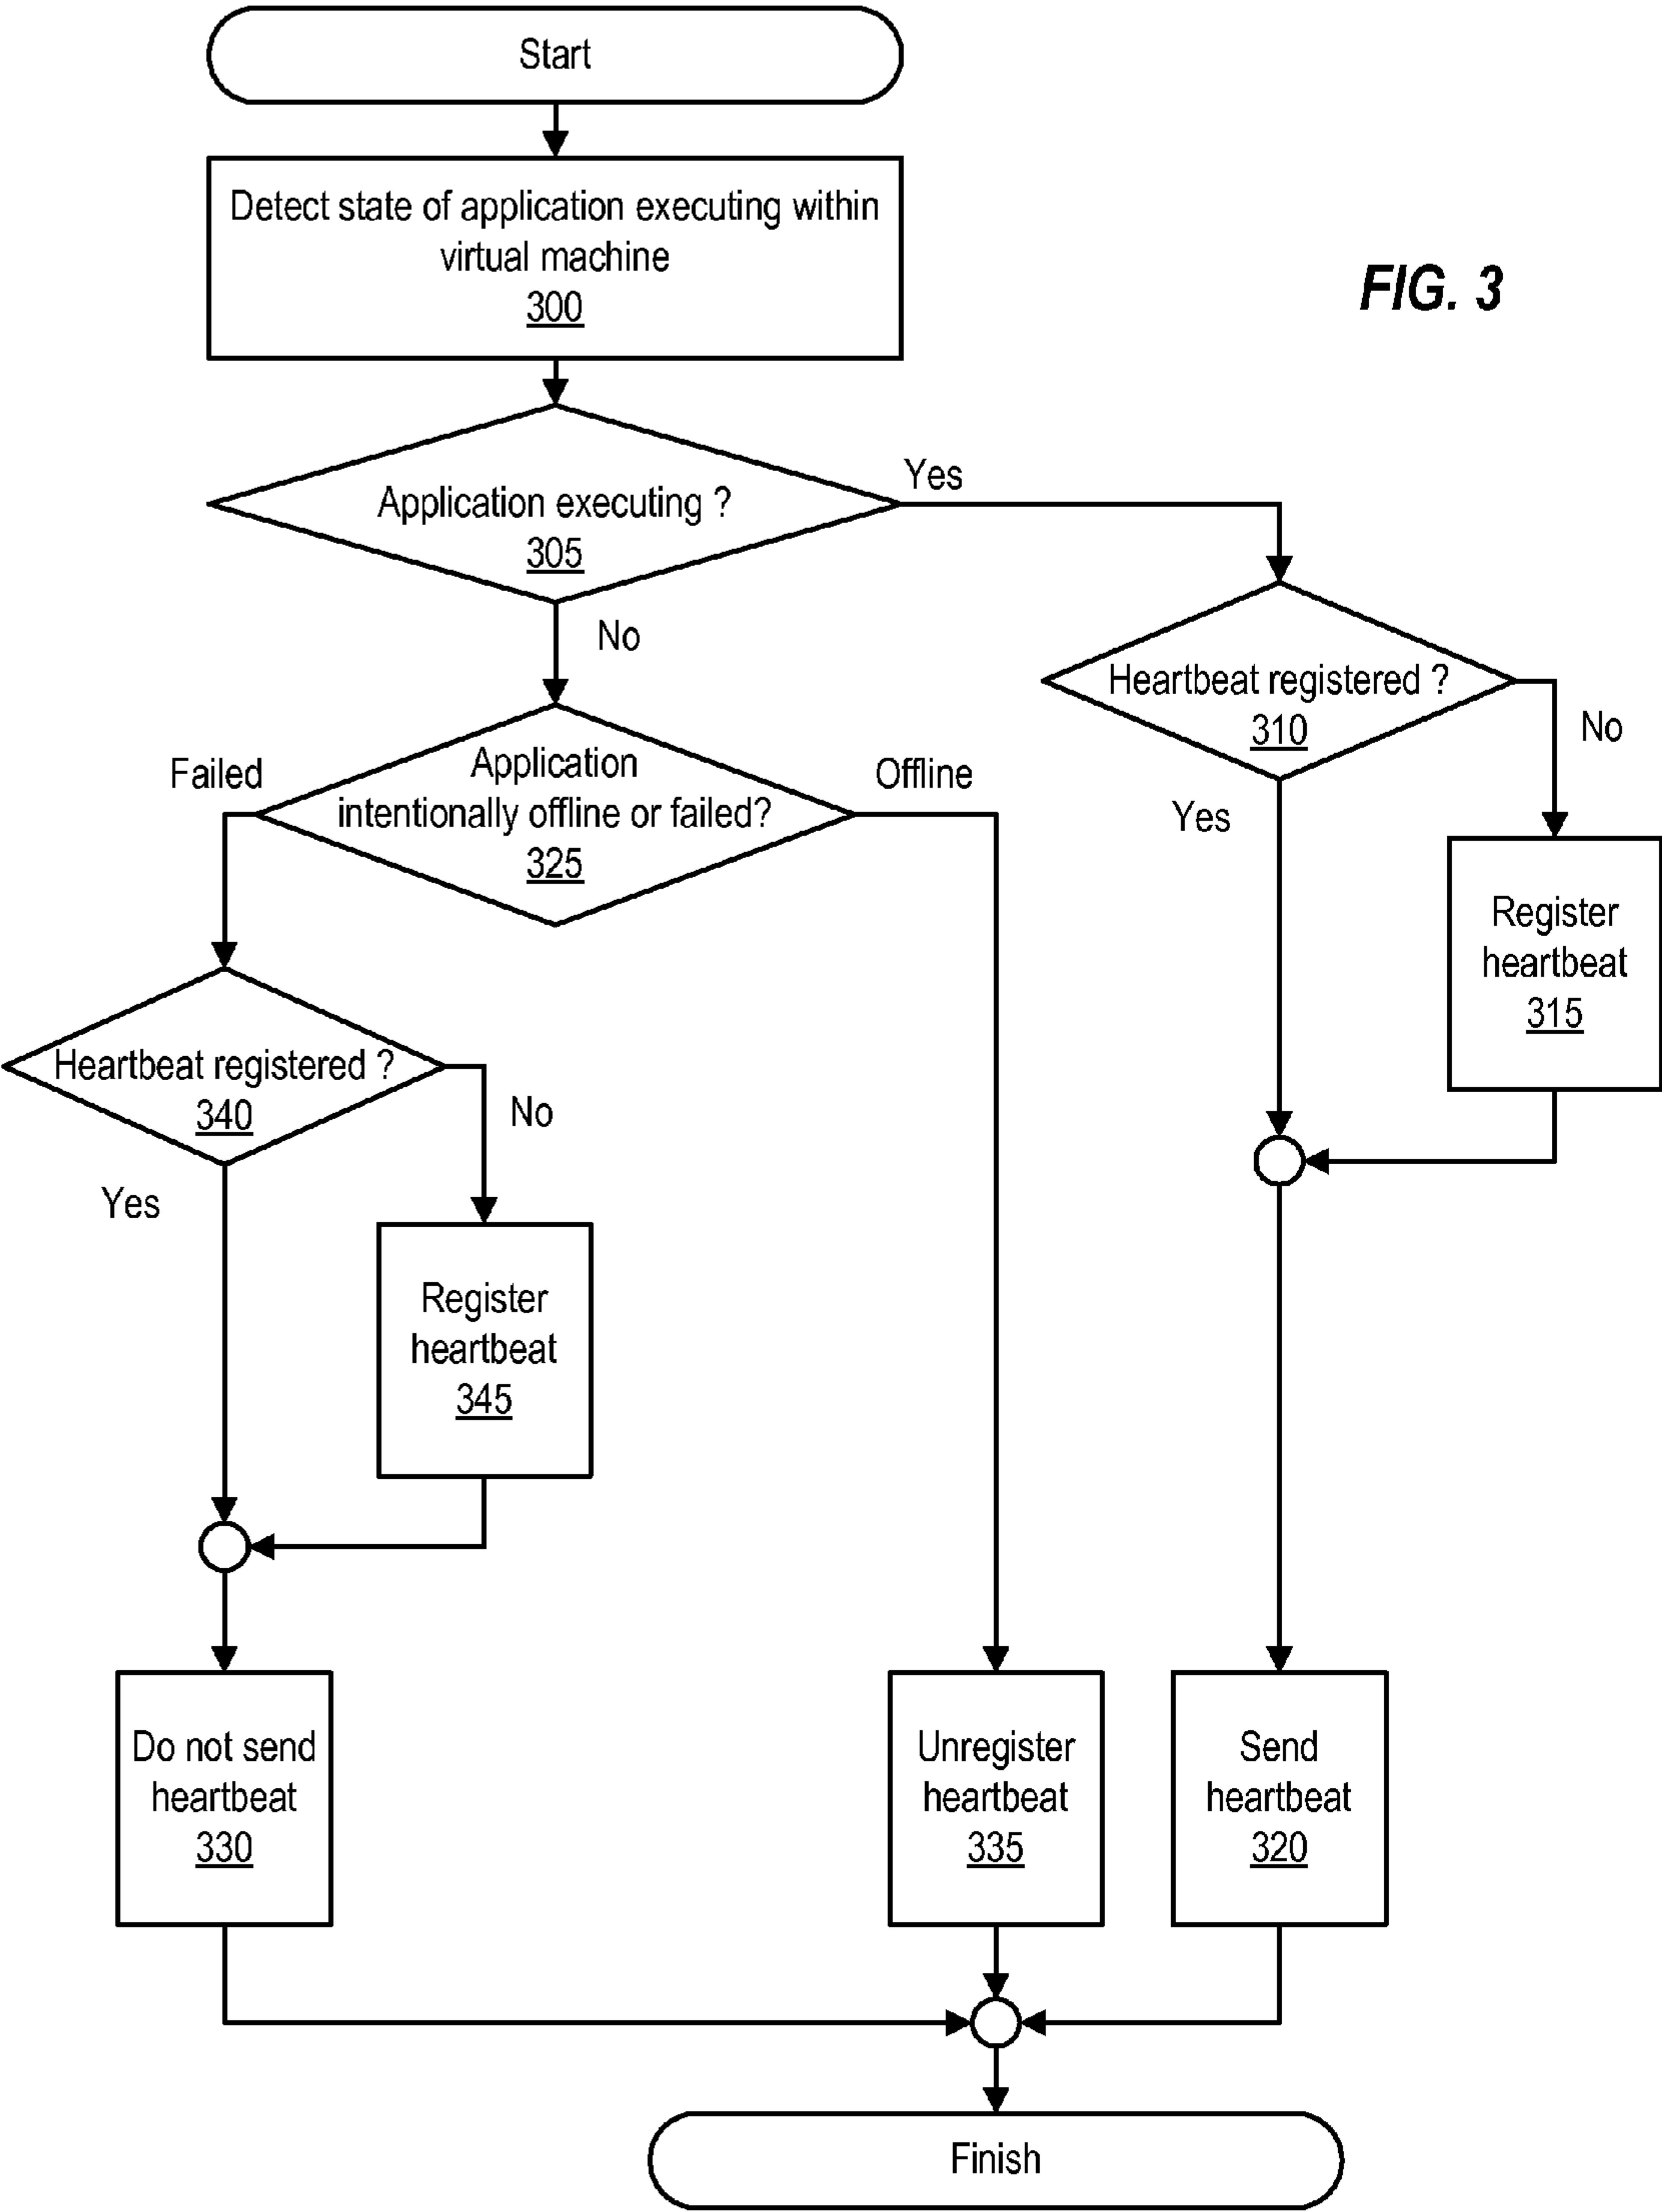 Start
Detect state of application executing within
virtual machine
300
FIG. 3
Application executing ?
305
Yes
No
Heartbeat registered ?
310
No
Yes
Application
intentionally offline or failed?
325
Failed
Offline
Register
heartbeat
315
Heartbeat registered ?
340
No
Yes
Register
heartbeat
345
Do not send
heartbeat
330
Unregister
heartbeat
335
Send
heartbeat
320
Finish